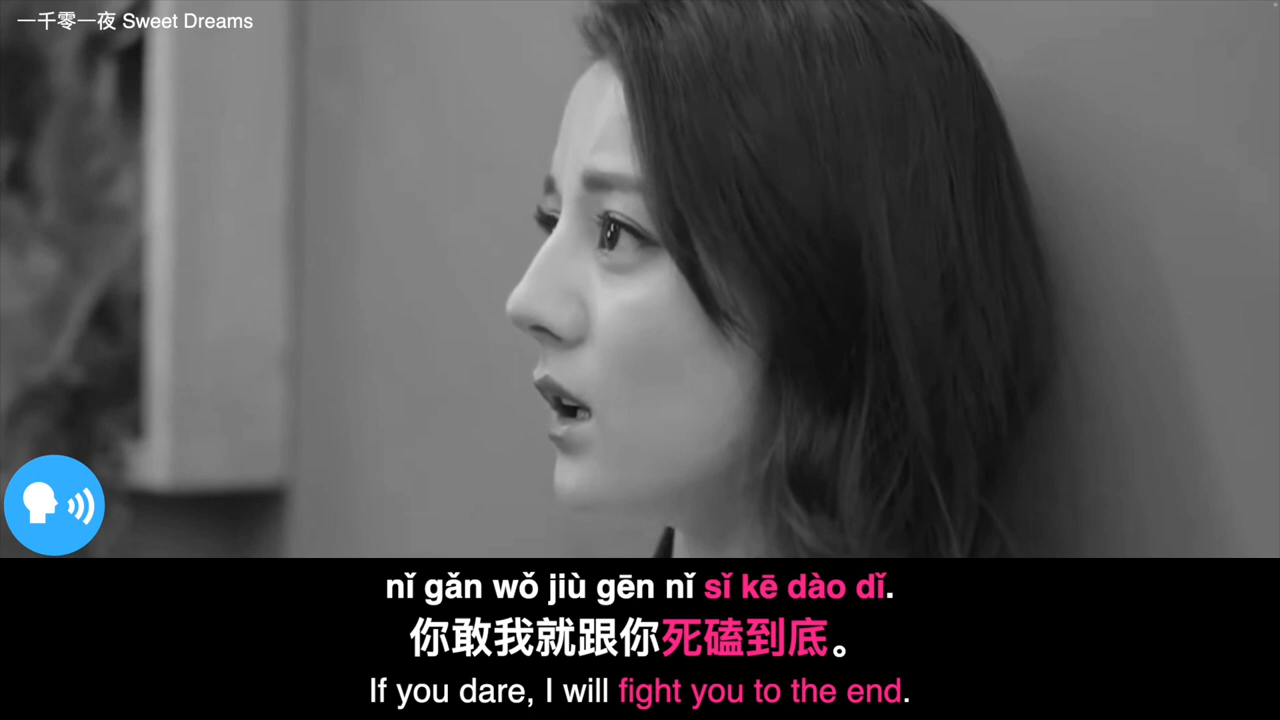 一千零一夜 Sweet Dreams
nǐ gǎn wǒ jiù gēn nǐ sǐ kē dào dǐ.
你敢我就跟你死磕到底。
If you dare, I will fight you to the end.